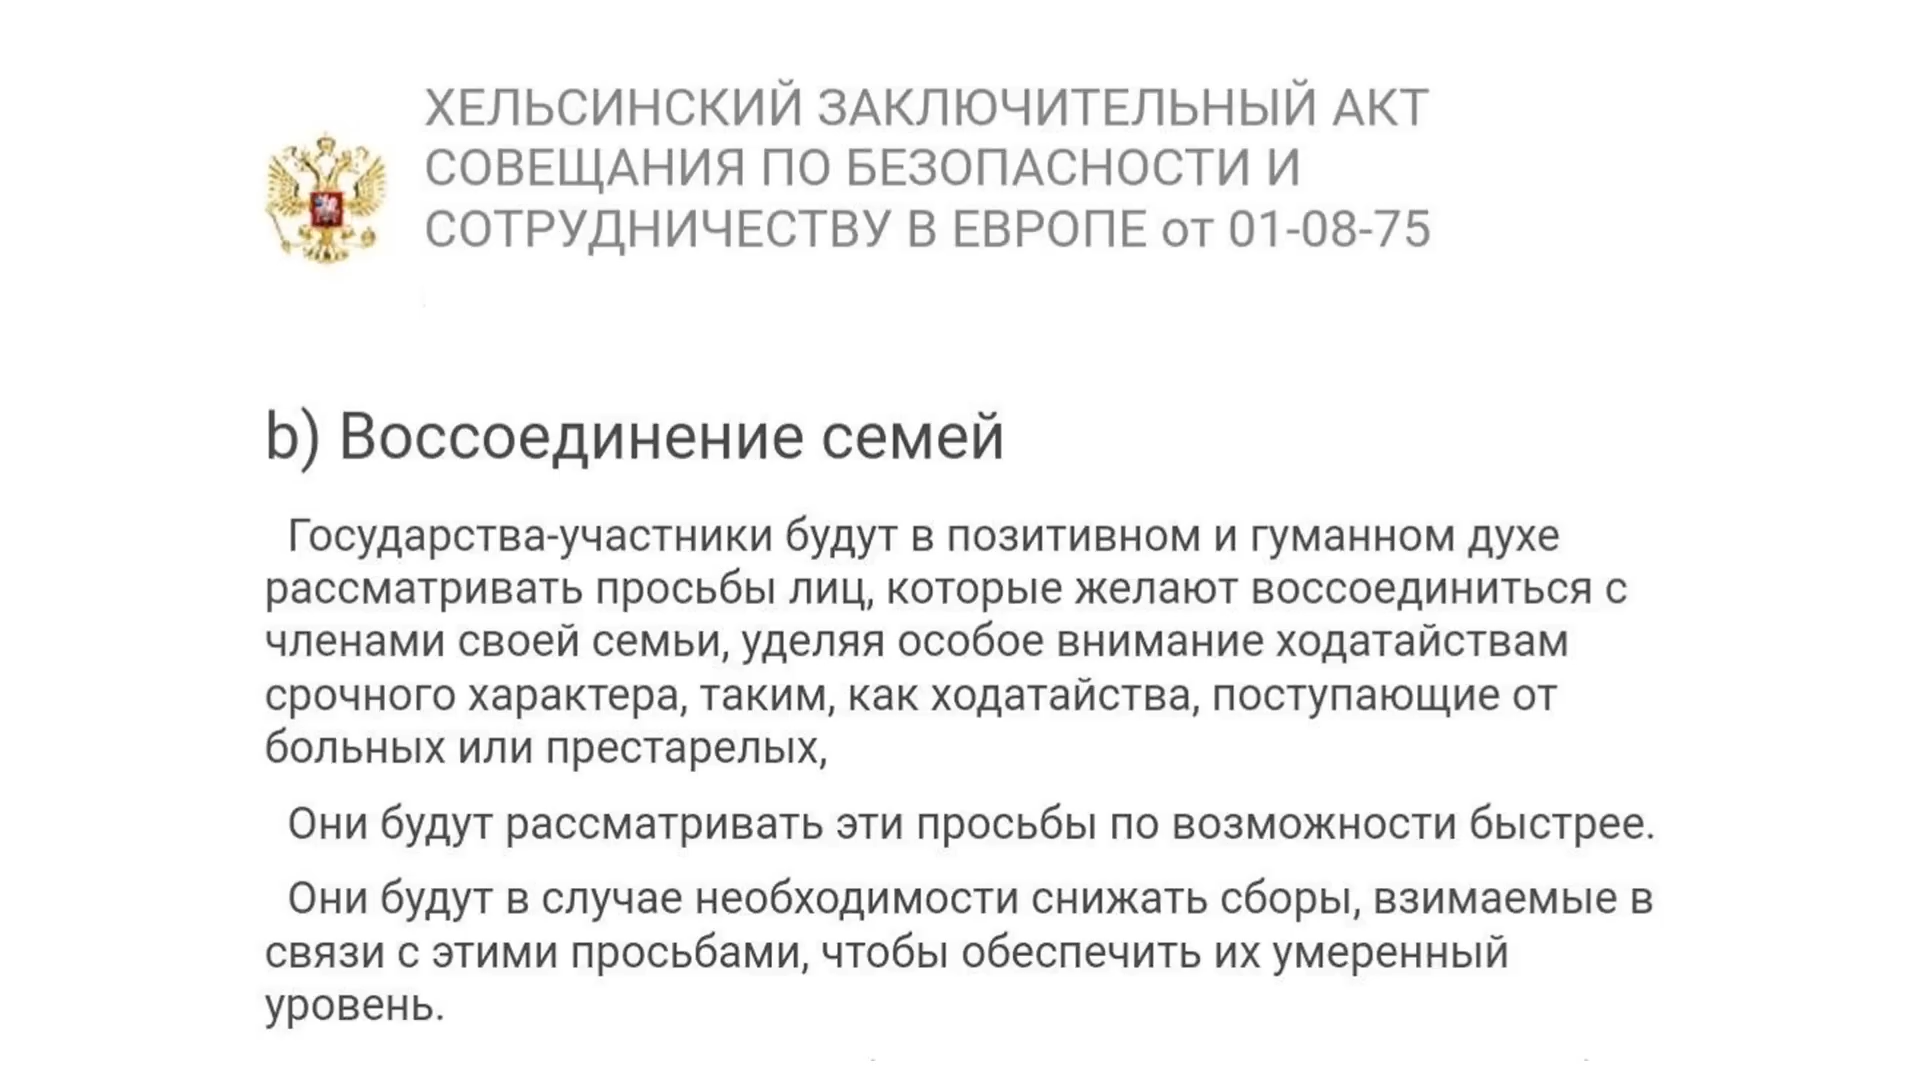 ХЕЛЬСИНСКИЙ ЗАКЛЮЧИТЕЛЬНЫЙ АКТ
СОВЕЩАНИЯ ПО БЕЗОПАСНОСТИ И
СОТРУДНИЧЕСТВУ В ЕВРОПЕ от 01-08-75
b) Воссоединение семей
Государства-участники будут в позитивном и гуманном духе
рассматривать просьбы лиц, которые желают воссоединиться с
членами своей семьи, уделяя особое внимание ходатайствам
срочного характера, таким, как ходатайства, поступающие от
больных или престарелых,
Они будут рассматривать эти просьбы по возможности быстрее.
Они будут в случае необходимости снижать сборы, взимаемые в
связи с этими просьбами, чтобы обеспечить их умеренный
уровень.